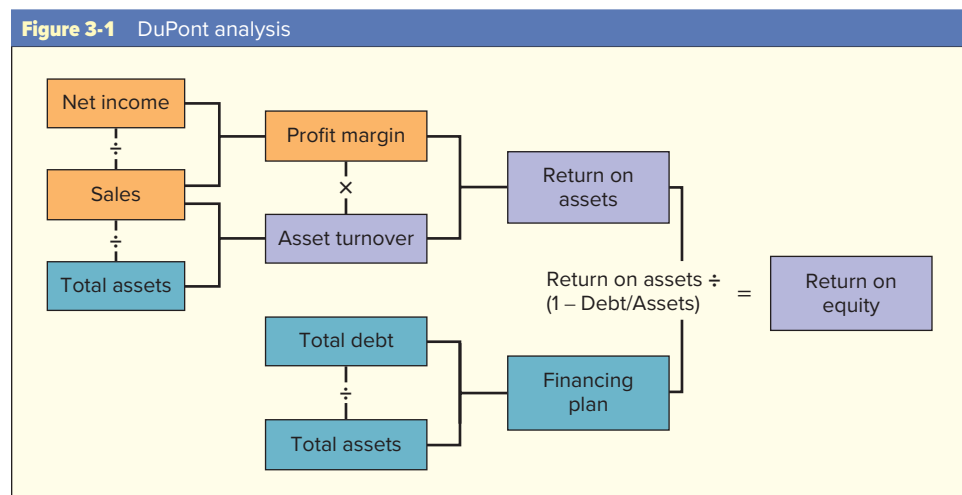 Figure 3-1 DuPont analysis
Net income
÷
Sales
÷
Total assets
Profit margin
×
Asset turnover
Return on
assets
Return on assets ÷
(1 – Debt/Assets)
=
Return on
equity
Total debt
÷
Total assets
Financing
plan